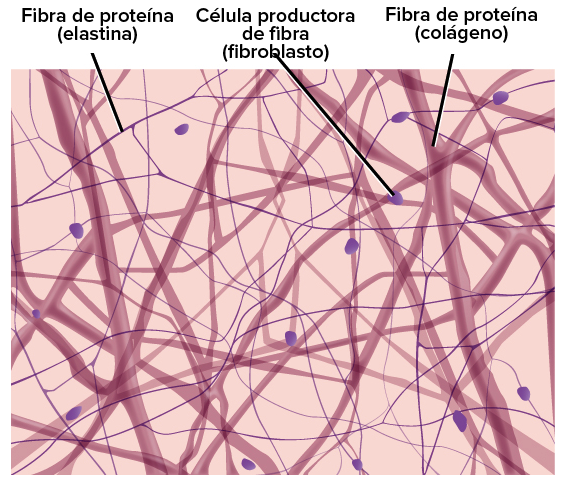 Fibra de proteína
(elastina)
Célula productora
de fibra
(fibroblasto)
Fibra de proteína
(colágeno)